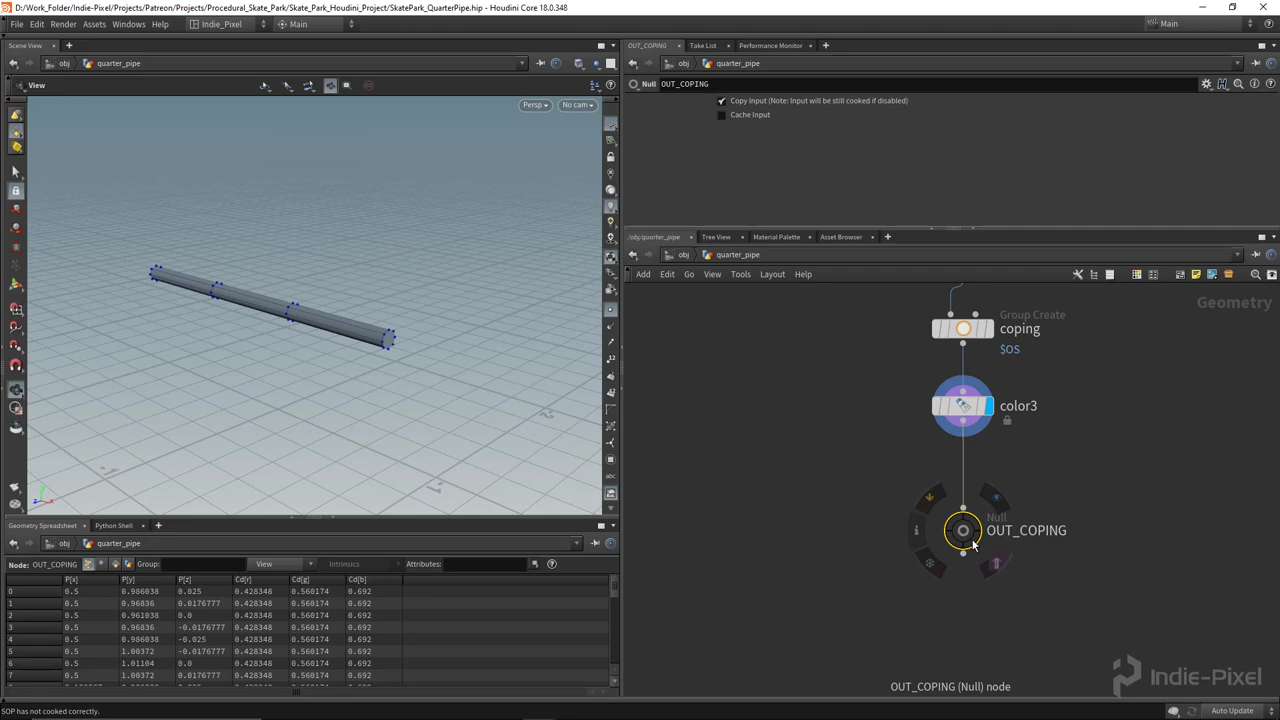 D:/Work_Folder/Indie-Pixel/Projects/Patreon/Projects/Procedural_Skate_Park/Skate_Park_Houdini_Project/SkatePark_QuarterPipe.hip - Houdini Core 18.0.348
File Edit Render Assets Windows Help Indie_Pixel Main Main
Scene View
obj quarter_pipe
View
Persp No cam
Geometry Spreadsheet Python Shell
obj quarter_pipe
Node: OUT_COPING Group: View Intrinsics Attributes:
P[x] P[y] P[z] Cd[r] Cd[g] Cd[b]
0 0.5 0.986038 0.025 0.428348 0.560174 0.692
1 0.5 0.96836 0.0176777 0.428348 0.560174 0.692
2 0.5 0.961038 0.0 0.428348 0.560174 0.692
3 0.5 0.96836 -0.0176777 0.428348 0.560174 0.692
4 0.5 0.986038 -0.025 0.428348 0.560174 0.692
5 0.5 1.00372 -0.0176777 0.428348 0.560174 0.692
6 0.5 1.01104 0.0 0.428348 0.560174 0.692
7 0.5 1.00372 0.0176777 0.428348 0.560174 0.692
SOP has not cooked correctly.
OUT_COPING Take List Performance Monitor
obj quarter_pipe
Null OUT_COPING
Copy Input (Note: Input will be still cooked if disabled)
Cache Input
/obj/quarter_pipe Tree View Material Palette Asset Browser
obj quarter_pipe
Add Edit Go View Tools Layout Help
Geometry
Group Create
coping
$OS
color3
Null
OUT_COPING
Indie-Pixel
OUT_COPING (Null) node
Auto Update